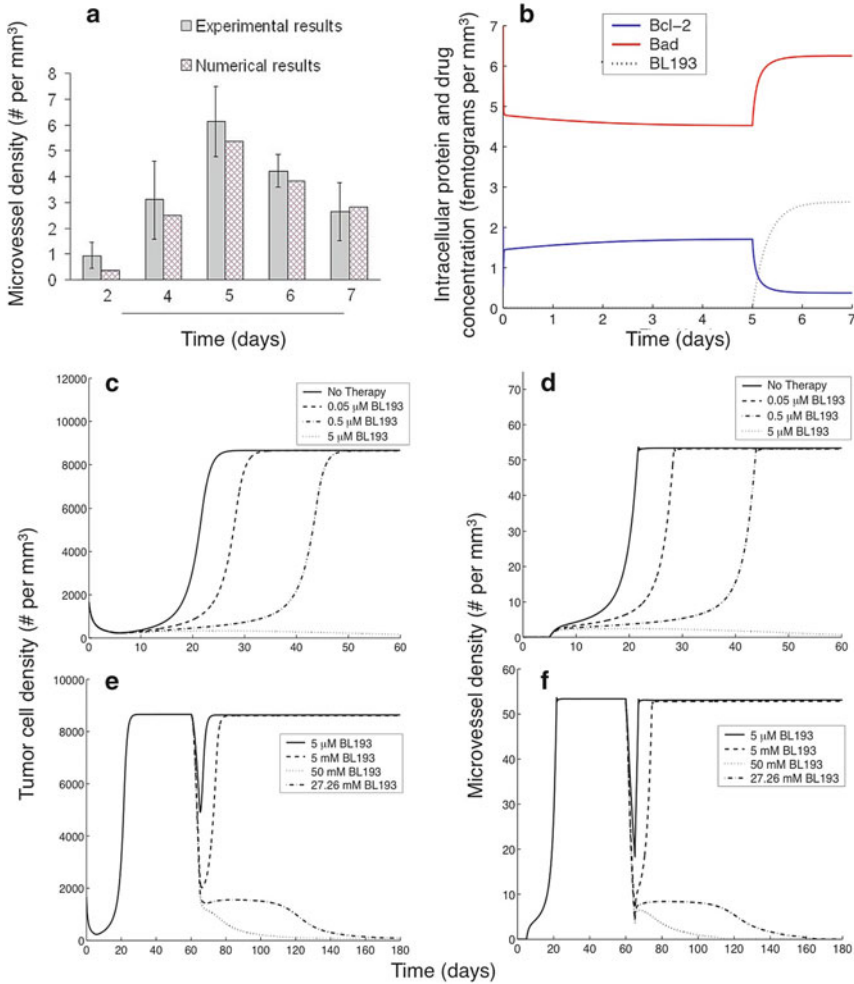 a
Experimental results
Numerical results
Microvessel density (# per mm³)
8
7
6
5
4
3
2
1
0
2 4 5 6 7
Time (days)
b
Bcl-2
Bad
BL193
Intracellular protein and drug
concentration (femtograms per mm³)
7
6
5
4
3
2
1
0
0 1 2 3 4 5 6 7
Time (days)
c
No Therapy
0.05 μM BL193
0.5 μM BL193
5 μM BL193
12000
10000
8000
6000
4000
2000
0
0 10 20 30 40 50 60
d
No Therapy
0.05 μM BL193
0.5 μM BL193
5 μM BL193
70
60
50
40
30
20
10
0
0 10 20 30 40 50 60
Tumor cell density (# per mm³)
Microvessel density (# per mm³)
e
5 μM BL193
5 mM BL193
50 mM BL193
27.26 mM BL193
10000
8000
6000
4000
2000
0
0 20 40 60 80 100 120 140 160 180
f
5 μM BL193
5 mM BL193
50 mM BL193
27.26 mM BL193
60
50
40
30
20
10
0
0 20 40 60 80 100 120 140 160 180
Time (days)